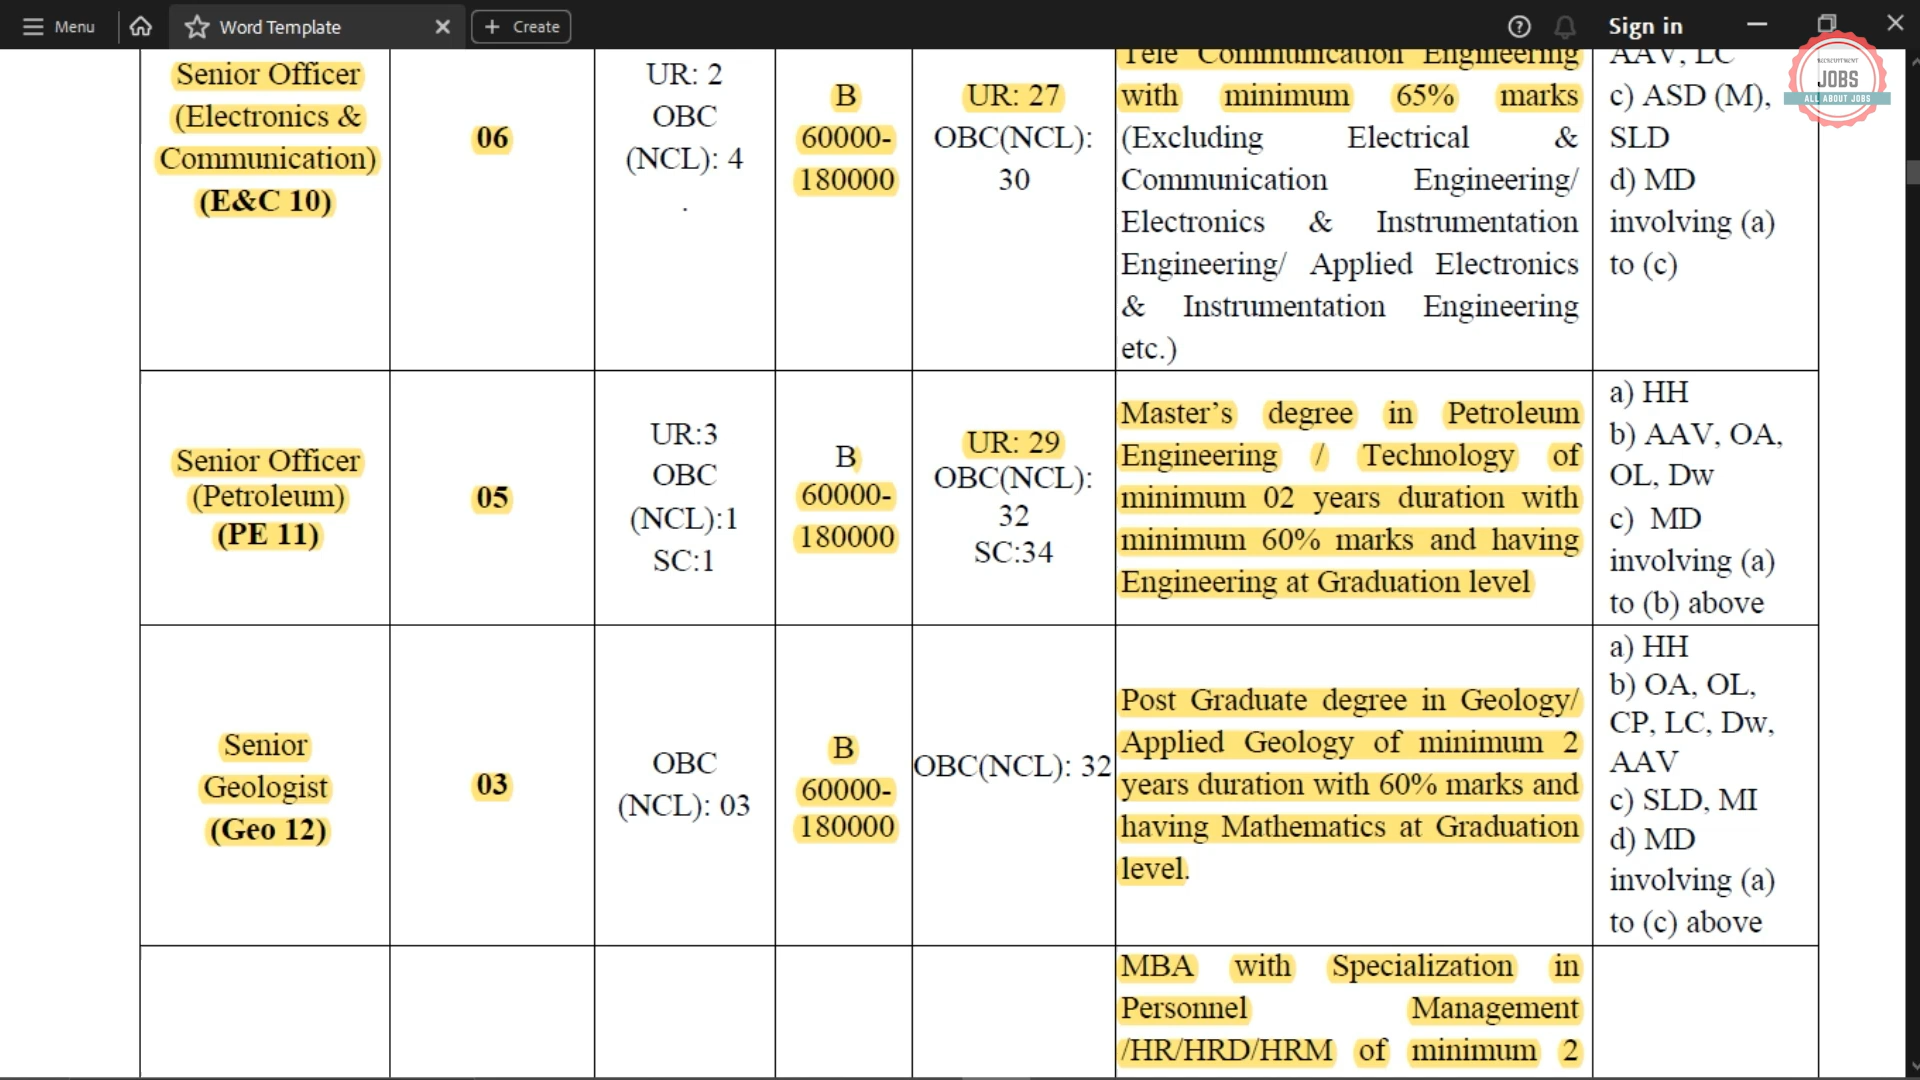 Menu
Word Template
Create
Sign in
RECRUITMENT
JOBS
ALL ABOUT JOBS
Senior Officer
(Electronics &
Communication)
(E&C 10)
06
UR: 2
OBC
(NCL): 4
.
B
60000-
180000
UR: 27
OBC(NCL):
30
Tele Communication Engineering
with minimum 65% marks
(Excluding Electrical &
Communication Engineering/
Electronics & Instrumentation
Engineering/ Applied Electronics
& Instrumentation Engineering
etc.)
AAV, LC
c) ASD (M),
SLD
d) MD
involving (a)
to (c)
Senior Officer
(Petroleum)
(PE 11)
05
UR:3
OBC
(NCL):1
SC:1
B
60000-
180000
UR: 29
OBC(NCL):
32
SC:34
Master’s degree in Petroleum
Engineering / Technology of
minimum 02 years duration with
minimum 60% marks and having
Engineering at Graduation level
a) HH
b) AAV, OA,
OL, Dw
c) MD
involving (a)
to (b) above
Senior
Geologist
(Geo 12)
03
OBC
(NCL): 03
B
60000-
180000
OBC(NCL): 32
Post Graduate degree in Geology/
Applied Geology of minimum 2
years duration with 60% marks and
having Mathematics at Graduation
level.
a) HH
b) OA, OL,
CP, LC, Dw,
AAV
c) SLD, MI
d) MD
involving (a)
to (c) above
MBA with Specialization in
Personnel Management
/HR/HRD/HRM of minimum 2